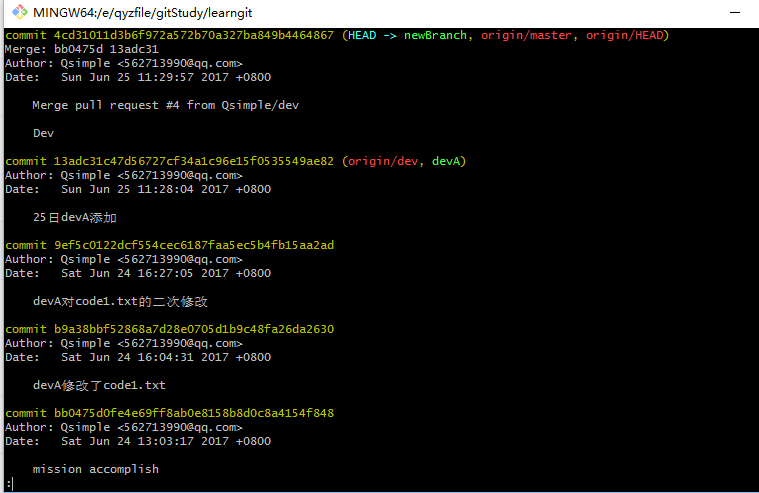 MINGW64:/e/qyzfile/gitStudy/learngit
commit 4cd31011d3b6f972a572b70a327ba849b4464867 (HEAD -> newBranch, origin/master, origin/HEAD)
Merge: bb0475d 13adc31
Author: Qsimple <562713990@qq.com>
Date:   Sun Jun 25 11:29:57 2017 +0800
Merge pull request #4 from Qsimple/dev
Dev
commit 13adc31c47d56727cf34a1c96e15f0535549ae82 (origin/dev, devA)
Author: Qsimple <562713990@qq.com>
Date:   Sun Jun 25 11:28:04 2017 +0800
25日devA添加
commit 9ef5c0122dcf554cec6187faa5ec5b4fb15aa2ad
Author: Qsimple <562713990@qq.com>
Date:   Sat Jun 24 16:27:05 2017 +0800
devA对code1.txt的二次修改
commit b9a38bbf52868a7d28e0705d1b9c48fa26da2630
Author: Qsimple <562713990@qq.com>
Date:   Sat Jun 24 16:04:31 2017 +0800
devA修改了code1.txt
commit bb0475d0fe4e69ff8ab0e8158b8d0c8a4154f848
Author: Qsimple <562713990@qq.com>
Date:   Sat Jun 24 13:03:17 2017 +0800
mission accomplish
: